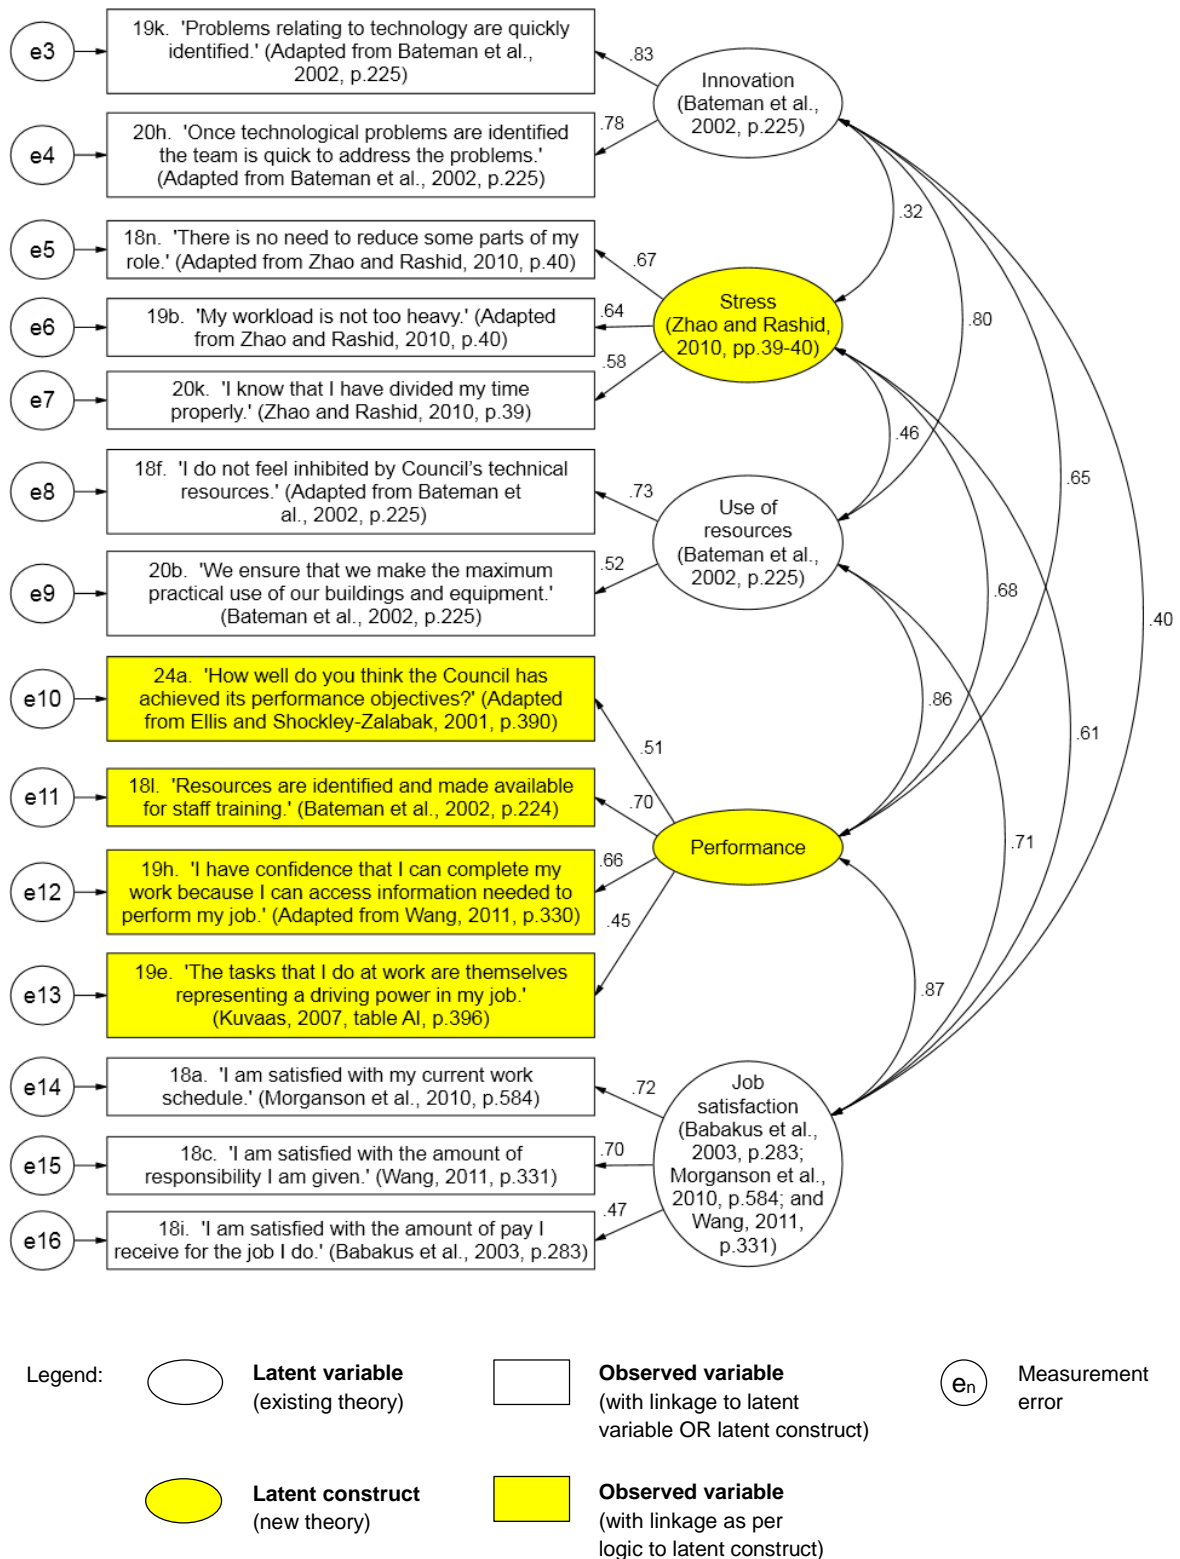 e3
19k. 'Problems relating to technology are quickly
identified.' (Adapted from Bateman et al.,
2002, p.225)
.83
Innovation
(Bateman et al.,
2002, p.225)
e4
20h. 'Once technological problems are identified
the team is quick to address the problems.'
(Adapted from Bateman et al., 2002, p.225)
.78
.32
e5
18n. 'There is no need to reduce some parts of my
role.' (Adapted from Zhao and Rashid, 2010, p.40)
.67
Stress
(Zhao and Rashid,
2010, pp.39-40)
.80
e6
19b. 'My workload is not too heavy.' (Adapted
from Zhao and Rashid, 2010, p.40)
.64
e7
20k. 'I know that I have divided my time
properly.' (Zhao and Rashid, 2010, p.39)
.58
.46
.65
e8
18f. 'I do not feel inhibited by Council’s technical
resources.' (Adapted from Bateman et
al., 2002, p.225)
.73
Use of
resources
(Bateman et al.,
2002, p.225)
e9
20b. 'We ensure that we make the maximum
practical use of our buildings and equipment.'
(Bateman et al., 2002, p.225)
.52
.68
.40
e10
24a. 'How well do you think the Council has
achieved its performance objectives?' (Adapted
from Ellis and Shockley-Zalabak, 2001, p.390)
.51
.86
.61
e11
18l. 'Resources are identified and made available
for staff training.' (Bateman et al., 2002, p.224)
.70
Performance
.71
e12
19h. 'I have confidence that I can complete my
work because I can access information needed to
perform my job.' (Adapted from Wang, 2011, p.330)
.66
e13
19e. 'The tasks that I do at work are themselves
representing a driving power in my job.'
(Kuvaas, 2007, table AI, p.396)
.45
.87
e14
18a. 'I am satisfied with my current work
schedule.' (Morganson et al., 2010, p.584)
.72
Job
satisfaction
(Babakus et al.,
2003, p.283;
Morganson et al.,
2010, p.584; and
Wang, 2011,
p.331)
e15
18c. 'I am satisfied with the amount of
responsibility I am given.' (Wang, 2011, p.331)
.70
e16
18i. 'I am satisfied with the amount of pay I
receive for the job I do.' (Babakus et al., 2003, p.283)
.47
Legend:
Latent variable
(existing theory)
Observed variable
(with linkage to latent
variable OR latent construct)
en
Measurement
error
Latent construct
(new theory)
Observed variable
(with linkage as per
logic to latent construct)